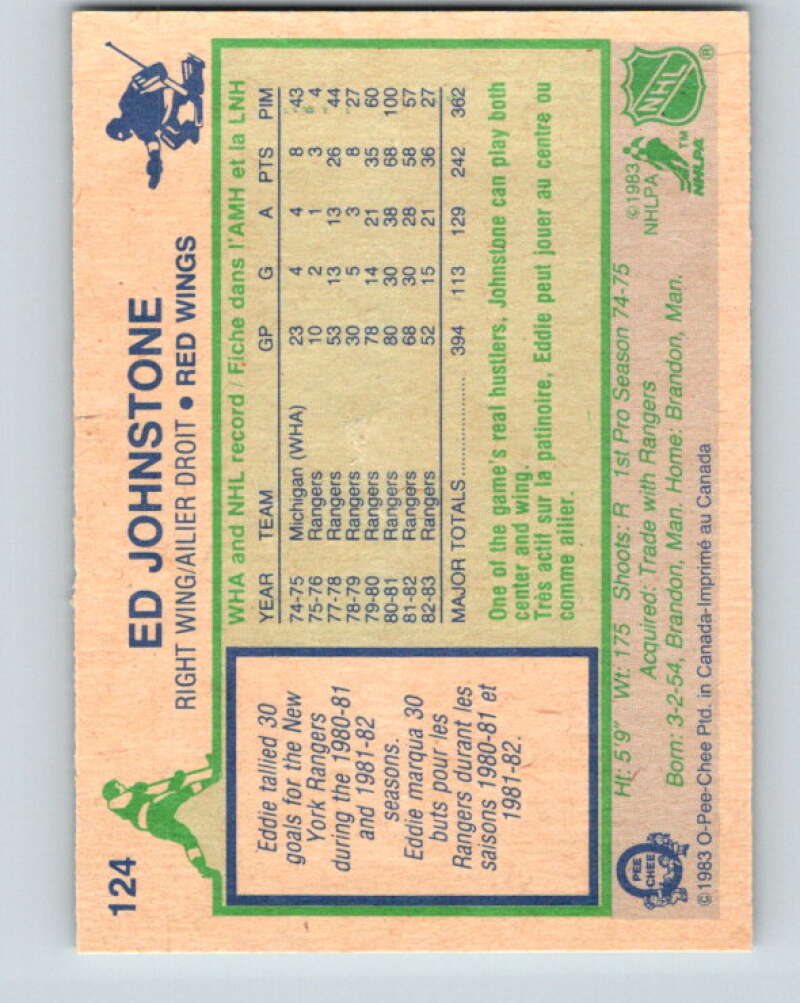 124
ED JOHNSTONE
RIGHT WING/AILIER DROIT • RED WINGS
Eddie tallied 30
goals for the New
York Rangers
during the 1980-81
and 1981-82
seasons.
Eddie marqua 30
buts pour les
Rangers durant les
saisons 1980-81 et
1981-82.
WHA and NHL record / Fiche dans l'AMH et la LNH
YEAR TEAM GP G A PTS PIM
74-75 Michigan (WHA) 23 4 4 8 43
75-76 Rangers 10 2 1 3 4
77-78 Rangers 53 13 13 26 44
78-79 Rangers 30 5 3 8 27
79-80 Rangers 78 14 21 35 60
80-81 Rangers 80 30 38 68 100
81-82 Rangers 68 30 28 58 57
82-83 Rangers 52 15 21 36 27
MAJOR TOTALS 394 113 129 242 362
One of the game's real hustlers, Johnstone can play both
center and wing.
Très actif sur la patinoire, Eddie peut jouer au centre ou
comme ailier.
Ht: 5'9" Wt: 175 Shoots: R 1st Pro Season 74-75
Acquired: Trade with Rangers
Born: 3-2-54, Brandon, Man. Home: Brandon, Man.
O
PEE
CHEE
©1983 O-Pee-Chee Ptd. in Canada-Imprimé au Canada
©1983
NHLPA
NHLPA
TM
NHL
®